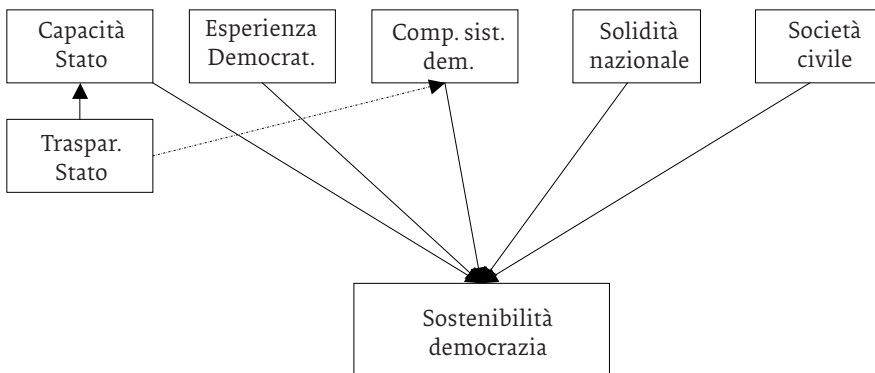 Capacità
Stato
Esperienza
Democrat.
Comp. sist.
dem.
Solidità
nazionale
Società
civile
Traspar.
Stato
Sostenibilità
democrazia